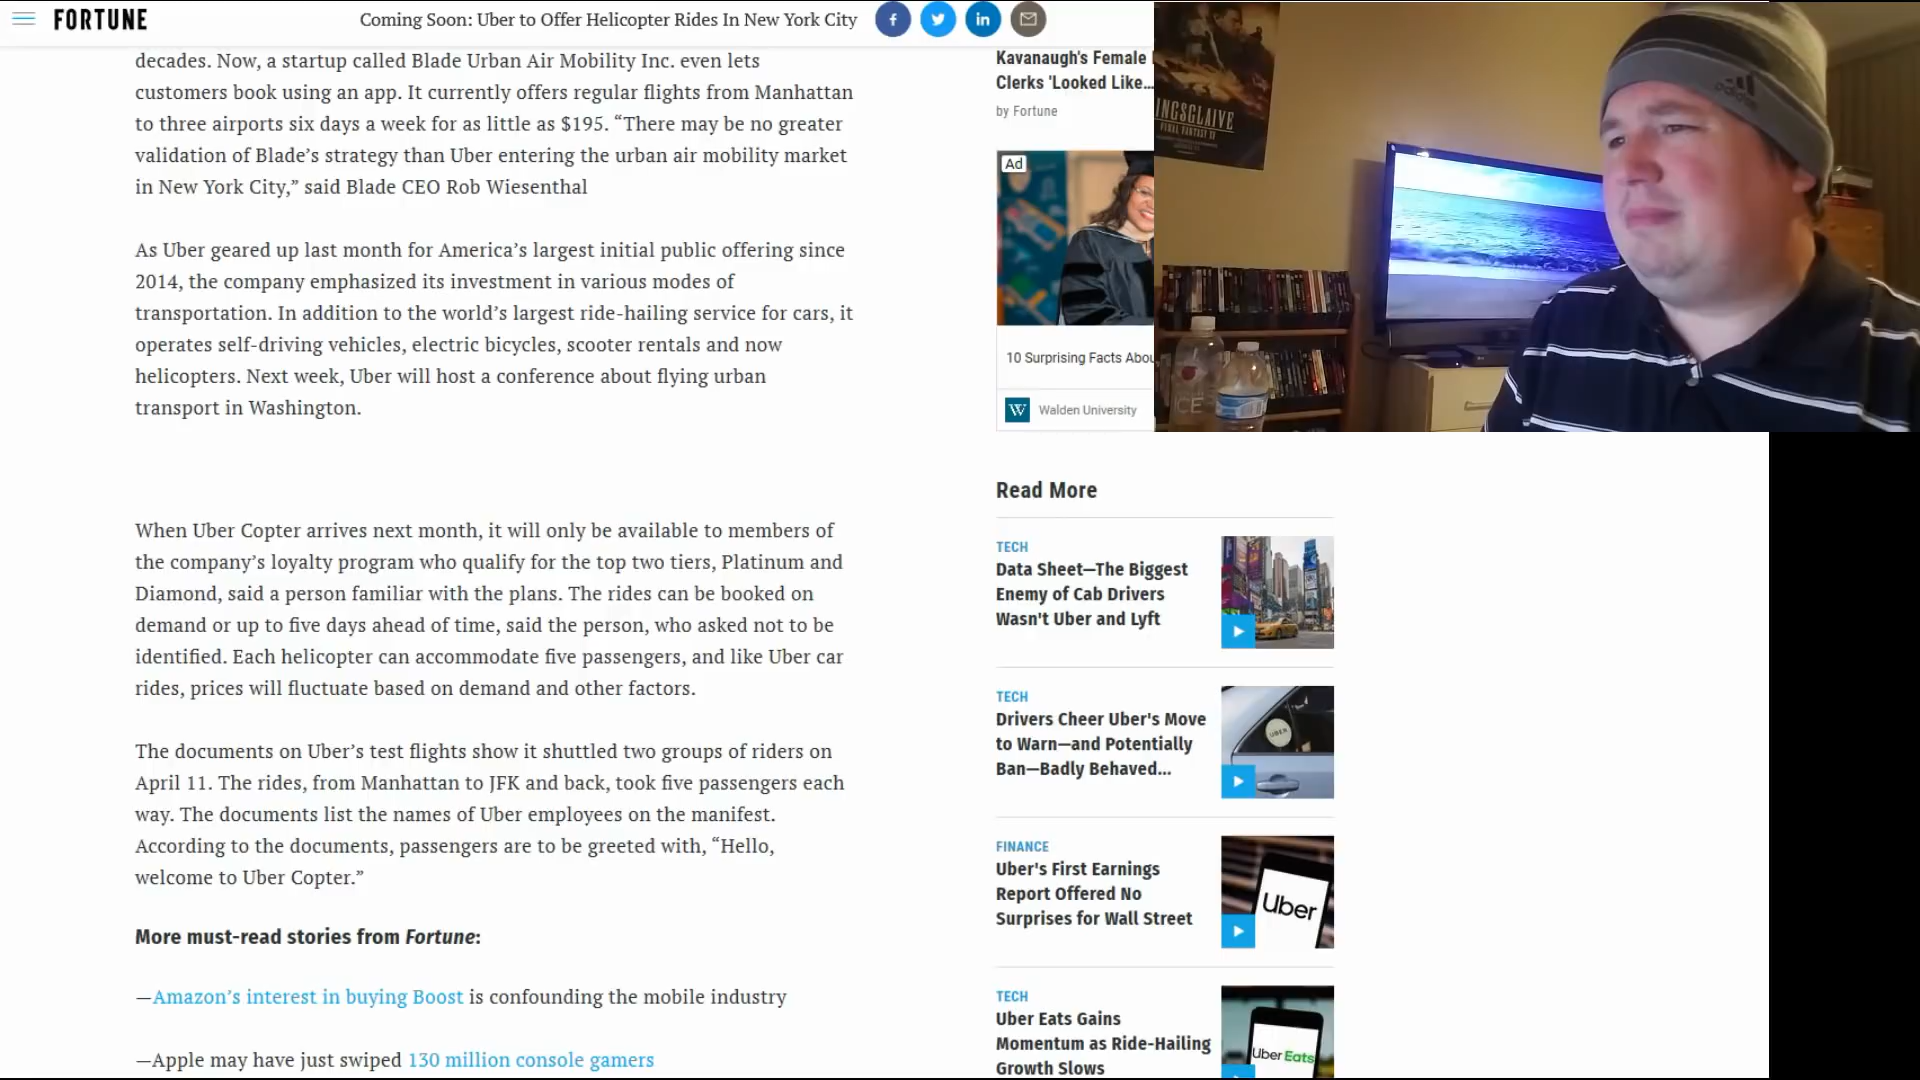 FORTUNE
Coming Soon: Uber to Offer Helicopter Rides In New York City
decades. Now, a startup called Blade Urban Air Mobility Inc. even lets
customers book using an app. It currently offers regular flights from Manhattan
to three airports six days a week for as little as $195. “There may be no greater
validation of Blade’s strategy than Uber entering the urban air mobility market
in New York City,” said Blade CEO Rob Wiesenthal
As Uber geared up last month for America’s largest initial public offering since
2014, the company emphasized its investment in various modes of
transportation. In addition to the world’s largest ride-hailing service for cars, it
operates self-driving vehicles, electric bicycles, scooter rentals and now
helicopters. Next week, Uber will host a conference about flying urban
transport in Washington.
When Uber Copter arrives next month, it will only be available to members of
the company’s loyalty program who qualify for the top two tiers, Platinum and
Diamond, said a person familiar with the plans. The rides can be booked on
demand or up to five days ahead of time, said the person, who asked not to be
identified. Each helicopter can accommodate five passengers, and like Uber car
rides, prices will fluctuate based on demand and other factors.
The documents on Uber’s test flights show it shuttled two groups of riders on
April 11. The rides, from Manhattan to JFK and back, took five passengers each
way. The documents list the names of Uber employees on the manifest.
According to the documents, passengers are to be greeted with, “Hello,
welcome to Uber Copter.”
More must-read stories from Fortune:
—Amazon’s interest in buying Boost is confounding the mobile industry
—Apple may have just swiped 130 million console gamers
Kavanaugh's Female
Clerks 'Looked Like...
by Fortune
Ad
10 Surprising Facts Abou
W
Walden University
Read More
TECH
Data Sheet—The Biggest
Enemy of Cab Drivers
Wasn't Uber and Lyft
TECH
Drivers Cheer Uber's Move
to Warn—and Potentially
Ban—Badly Behaved...
UBER
FINANCE
Uber's First Earnings
Report Offered No
Surprises for Wall Street
Uber
TECH
Uber Eats Gains
Momentum as Ride-Hailing
Growth Slows
Uber Eats
INGSGLAIVE
FINAL FANTASY XV
adidas
ICE